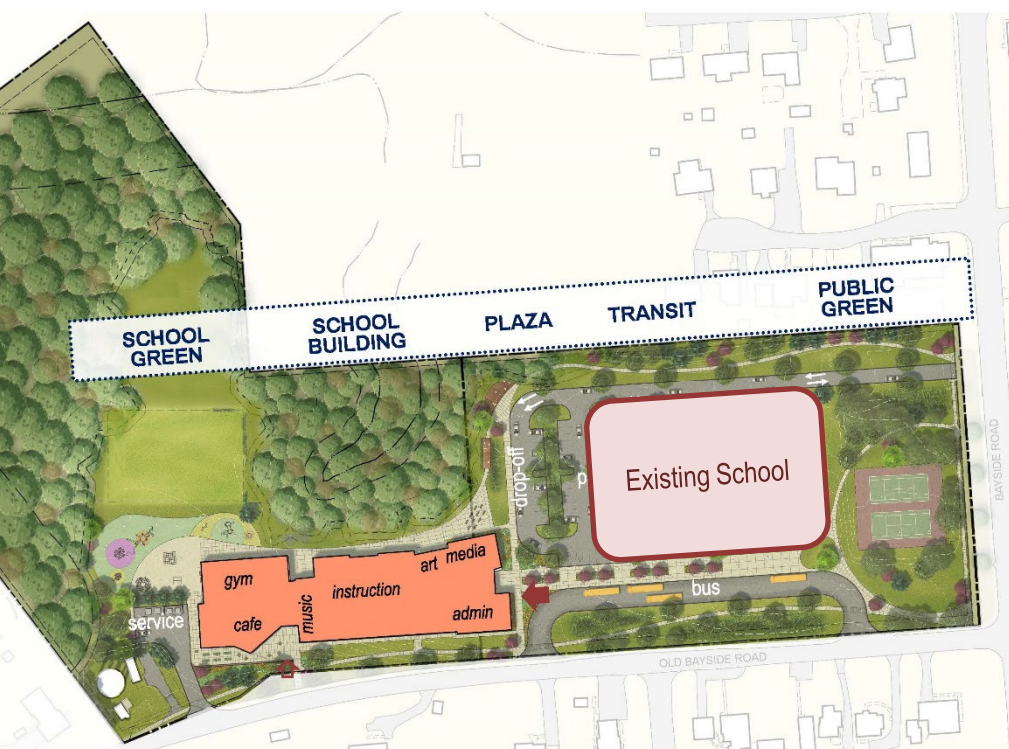 SCHOOL
GREEN
SCHOOL
BUILDING
PLAZA
TRANSIT
PUBLIC
GREEN
BAYSIDE ROAD
drop-off
p
Existing School
gym
cafe
music
instruction
art
media
admin
service
bus
OLD BAYSIDE ROAD